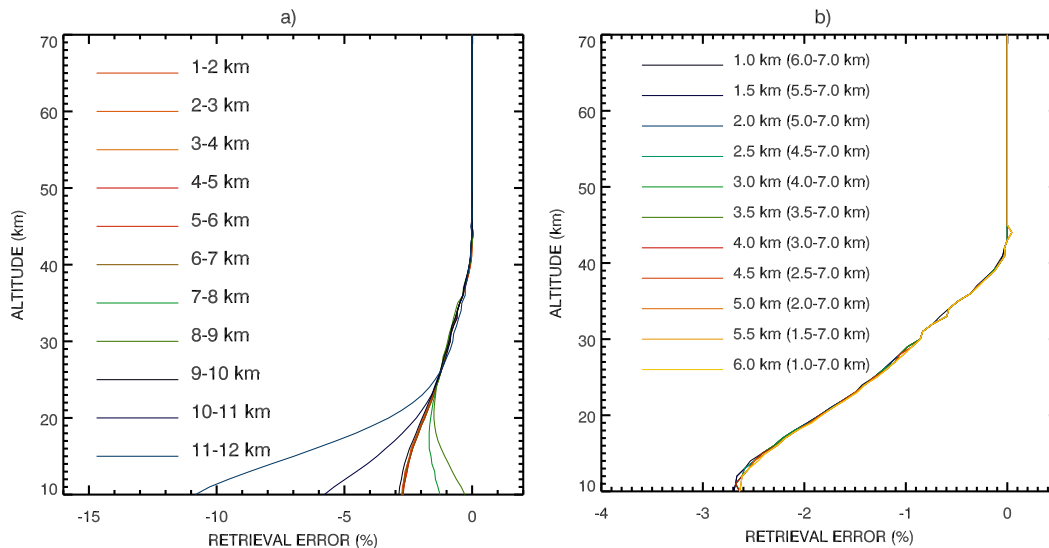 a)
70
60
50
40
30
20
10
ALTITUDE (km)
1-2 km
2-3 km
3-4 km
4-5 km
5-6 km
6-7 km
7-8 km
8-9 km
9-10 km
10-11 km
11-12 km
-15
-10
-5
0
RETRIEVAL ERROR (%)
b)
70
60
50
40
30
20
10
ALTITUDE (km)
1.0 km (6.0-7.0 km)
1.5 km (5.5-7.0 km)
2.0 km (5.0-7.0 km)
2.5 km (4.5-7.0 km)
3.0 km (4.0-7.0 km)
3.5 km (3.5-7.0 km)
4.0 km (3.0-7.0 km)
4.5 km (2.5-7.0 km)
5.0 km (2.0-7.0 km)
5.5 km (1.5-7.0 km)
6.0 km (1.0-7.0 km)
-4
-3
-2
-1
0
RETRIEVAL ERROR (%)